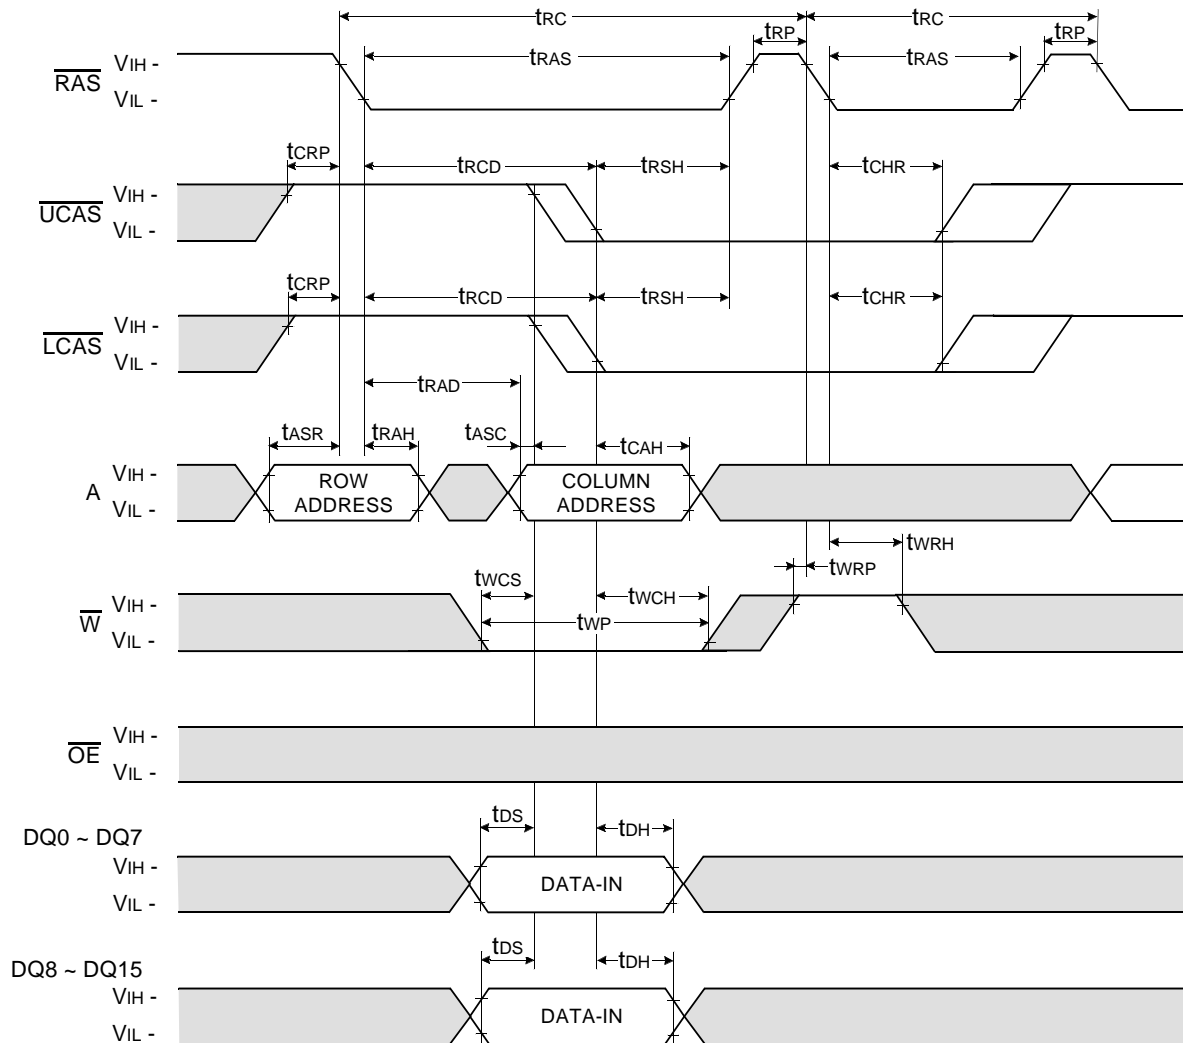 tRC tRC
tRP tRP
tRAS tRAS
RAS
VIH -
VIL -
tCRP tRCD tRSH tCHR
UCAS
VIH -
VIL -
tCRP tRCD tRSH tCHR
LCAS
VIH -
VIL -
tRAD
tASR tRAH tASC tCAH
A
VIH -
VIL -
ROW
ADDRESS
COLUMN
ADDRESS
tWRH
tWRP
tWCS tWCH
tWP
W
VIH -
VIL -
OE
VIH -
VIL -
tDS tDH
DQ0 ~ DQ7
VIH -
VIL -
DATA-IN
tDS tDH
DQ8 ~ DQ15
VIH -
VIL -
DATA-IN